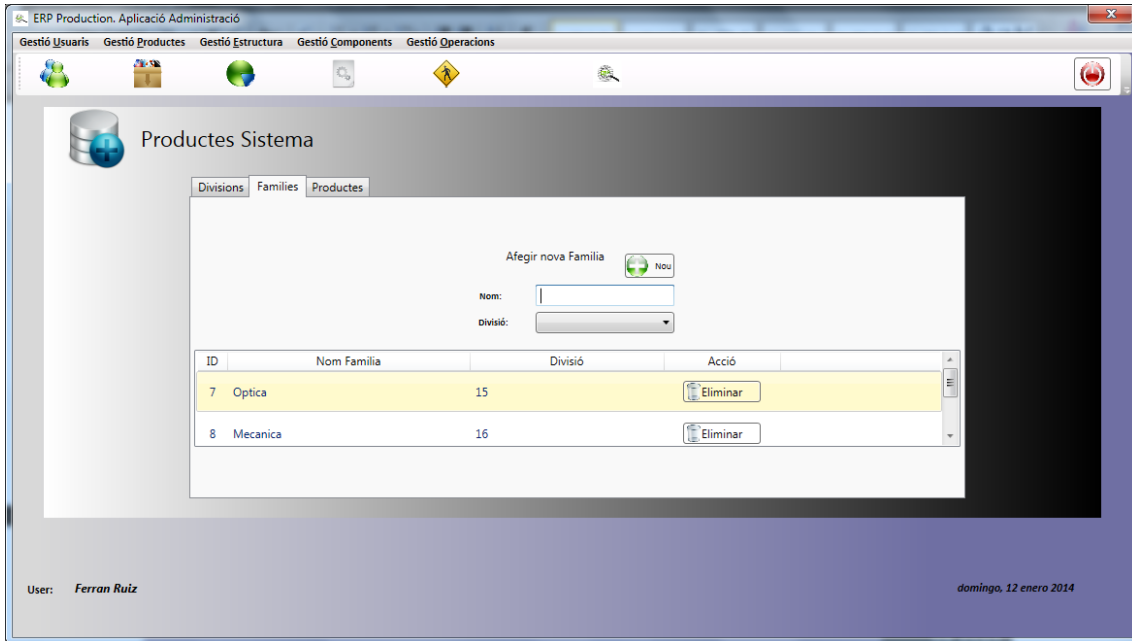 ERP Production. Aplicació Administració
Gestió Usuaris Gestió Productes Gestió Estructura Gestió Components Gestió Operacions
Productes Sistema
Divisions Families Productes
Afegir nova Familia Nou
Nom:
Divisió:
ID Nom Familia Divisió Acció
7 Optica 15 Eliminar
8 Mecanica 16 Eliminar
User: Ferran Ruiz domingo, 12 enero 2014